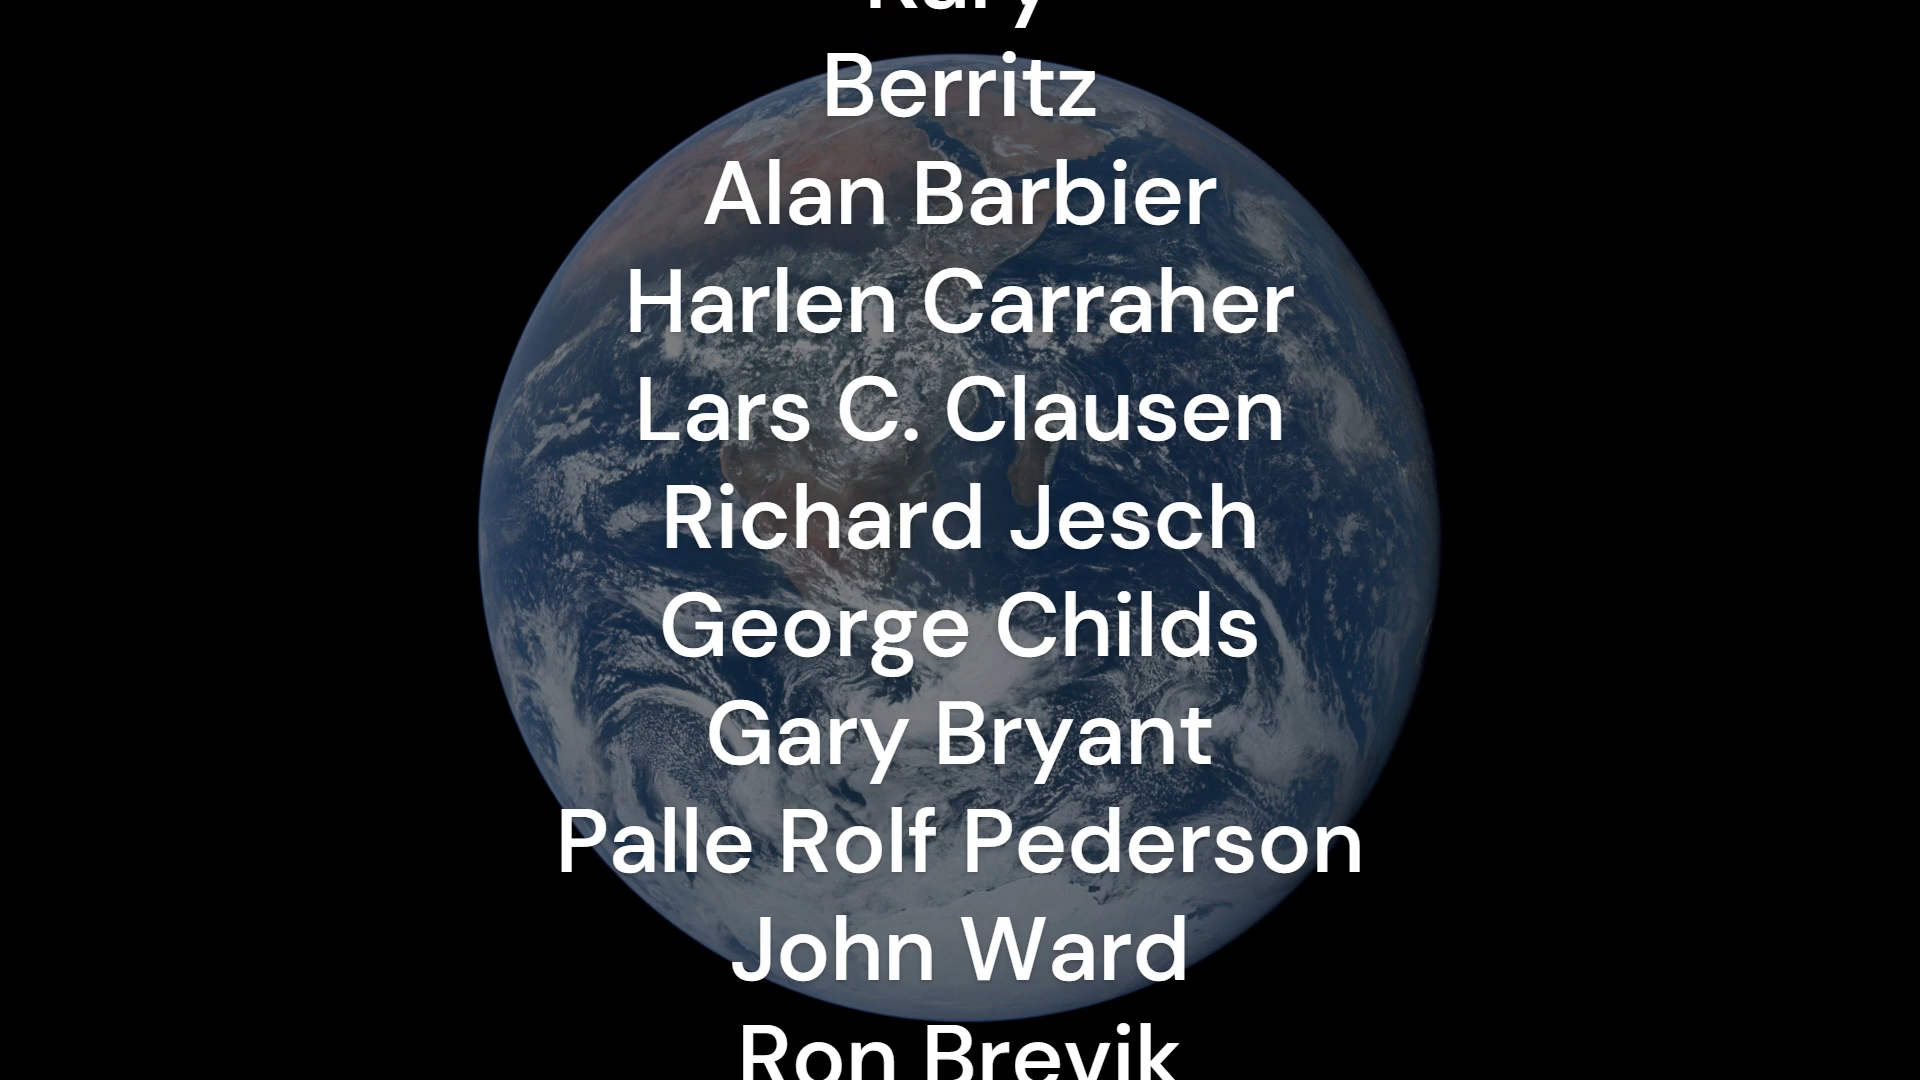 Berritz
Alan Barbier
Harlen Carraher
Lars C. Clausen
Richard Jesch
George Childs
Gary Bryant
Palle Rolf Pederson
John Ward
Ron Brevik